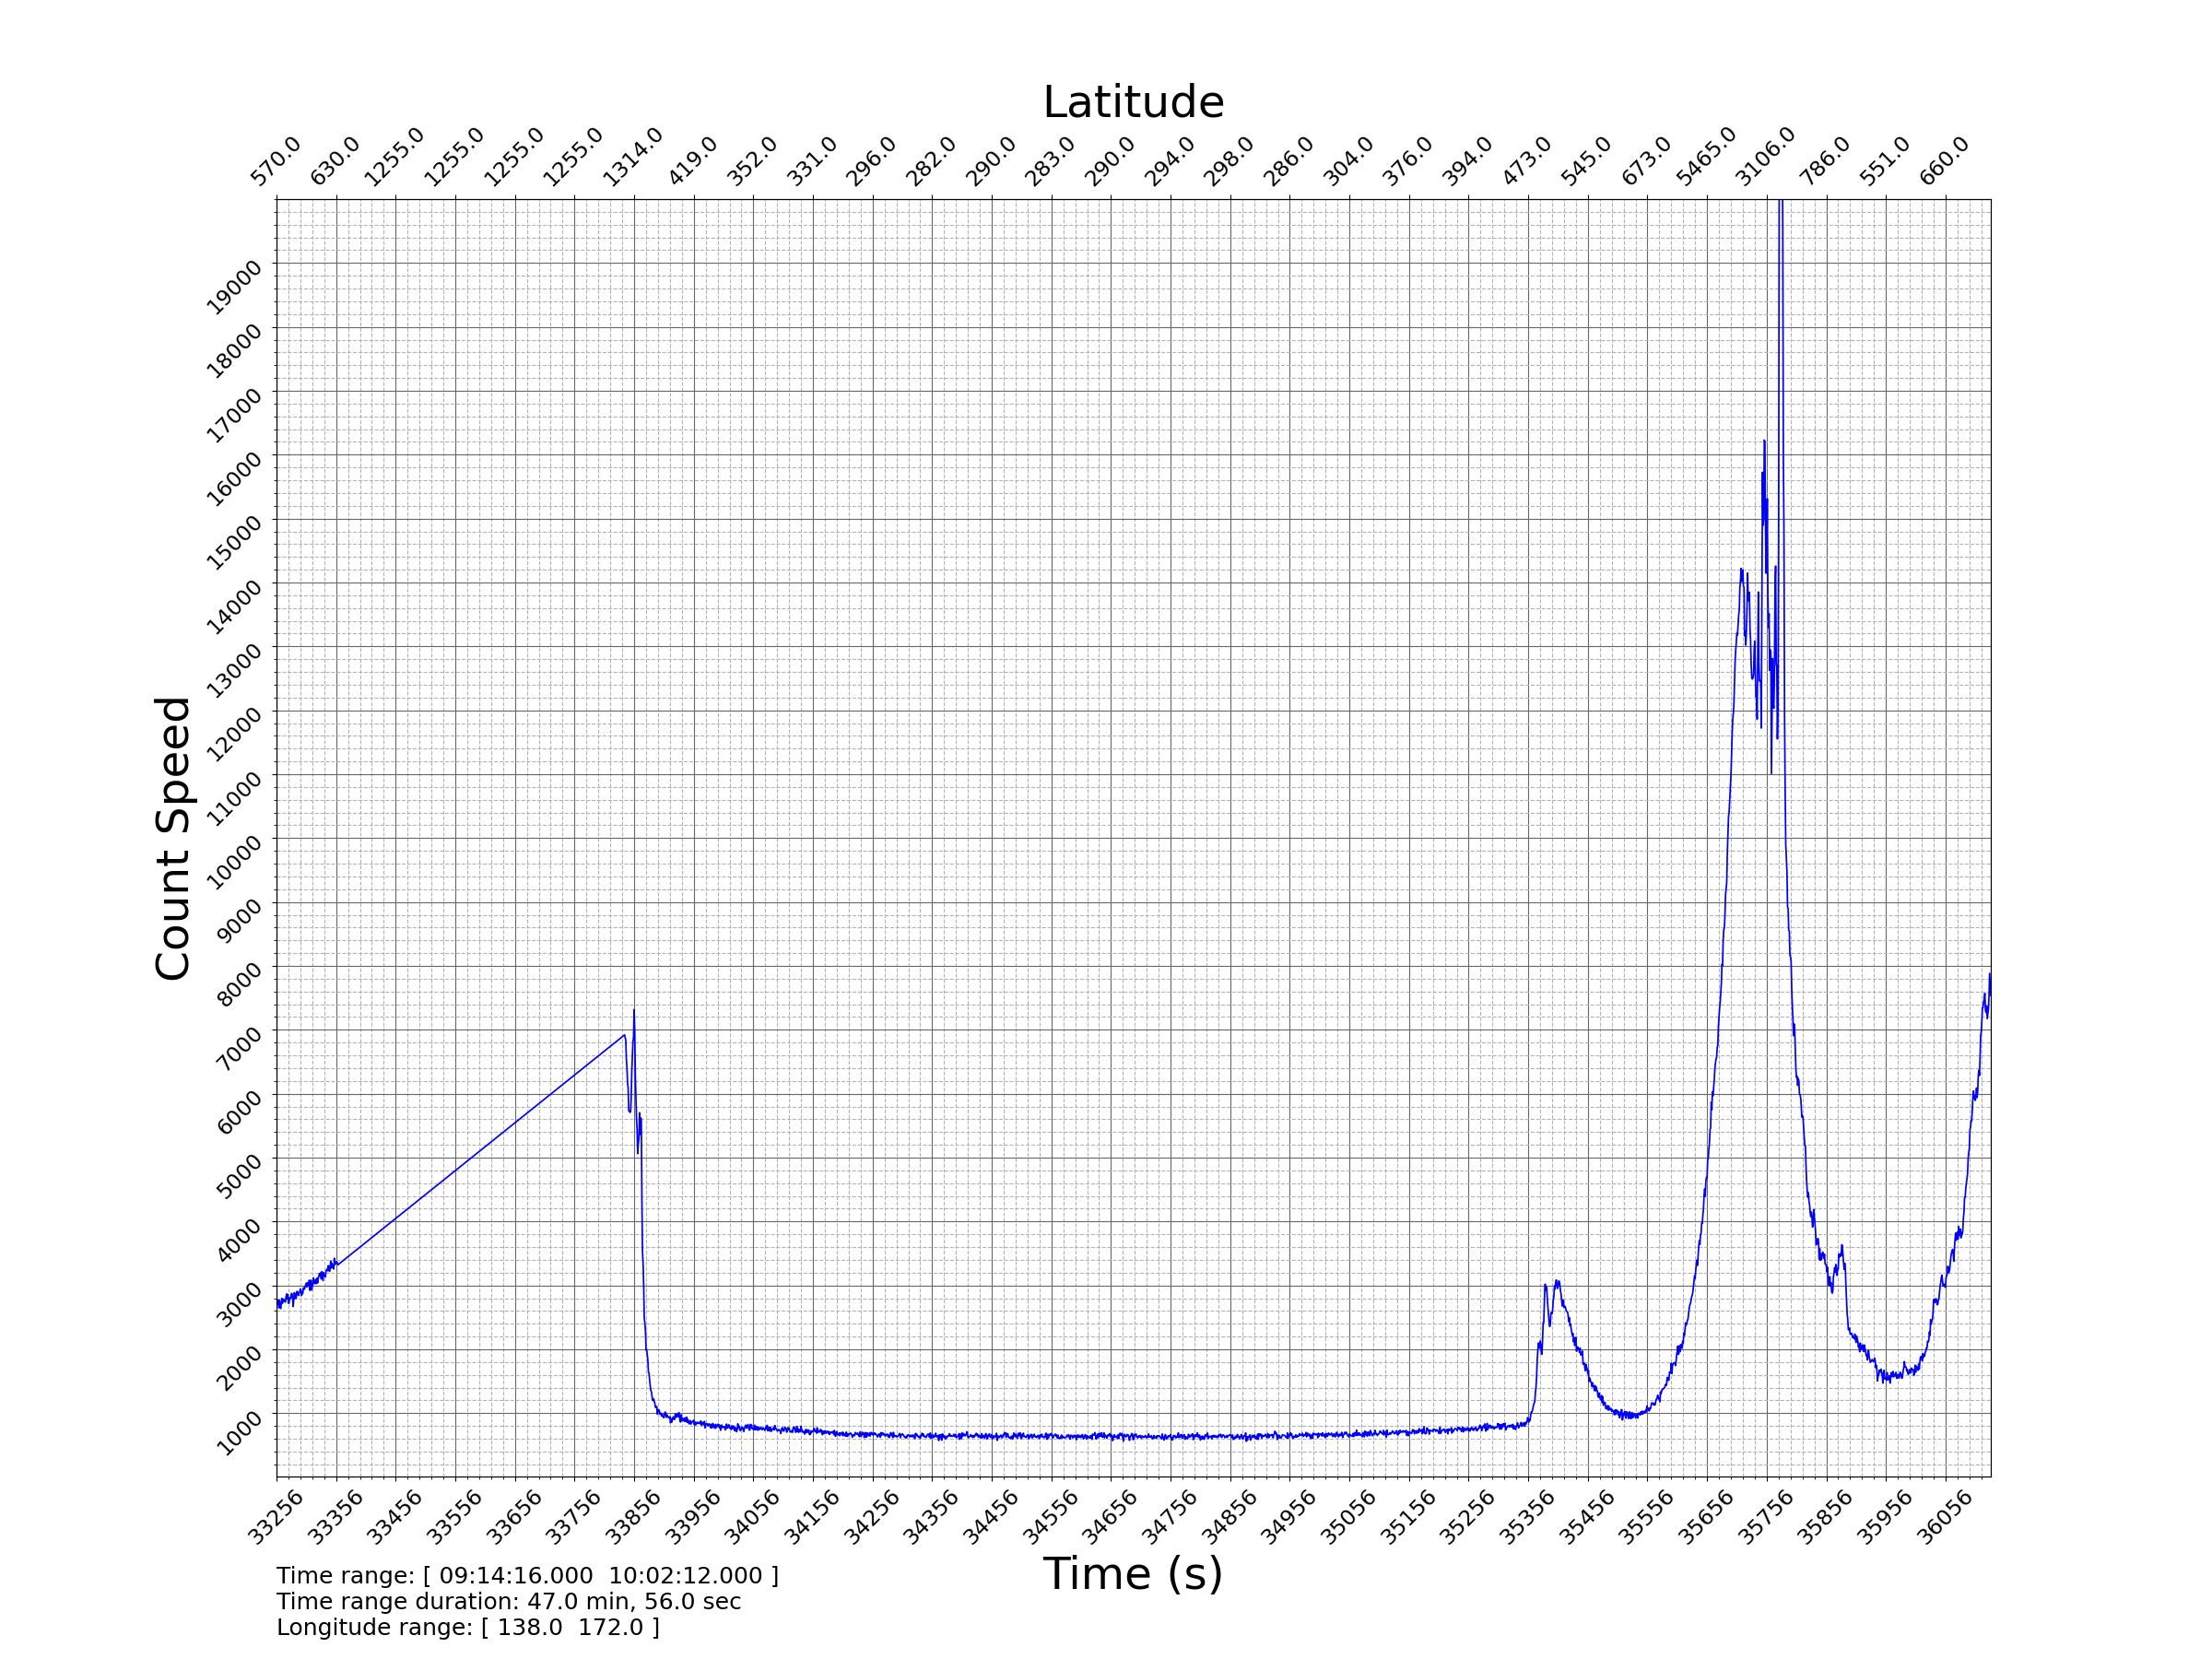 Latitude
570.0 630.0 1255.0 1255.0 1255.0 1255.0 1314.0 419.0 352.0 331.0 296.0 282.0 290.0 283.0 290.0 294.0 298.0 286.0 304.0 376.0 394.0 473.0 545.0 673.0 5465.0 3106.0 786.0 551.0 660.0
19000
18000
17000
16000
15000
14000
13000
12000
11000
10000
9000
8000
7000
6000
5000
4000
3000
2000
1000
Count Speed
33256 33356 33456 33556 33656 33756 33856 33956 34056 34156 34256 34356 34456 34556 34656 34756 34856 34956 35056 35156 35256 35356 35456 35556 35656 35756 35856 35956 36056
Time (s)
Time range: [ 09:14:16.000  10:02:12.000 ]
Time range duration: 47.0 min, 56.0 sec
Longitude range: [ 138.0  172.0 ]